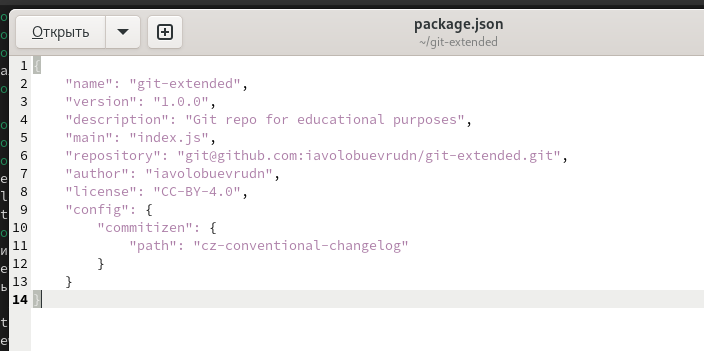 Открыть
package.json
~/git-extended
1 {
2 "name": "git-extended",
3 "version": "1.0.0",
4 "description": "Git repo for educational purposes",
5 "main": "index.js",
6 "repository": "git@github.com:iavolobuevrudn/git-extended.git",
7 "author": "iavolobuevrudn",
8 "license": "CC-BY-4.0",
9 "config": {
10 "commitizen": {
11 "path": "cz-conventional-changelog"
12 }
13 }
14 }